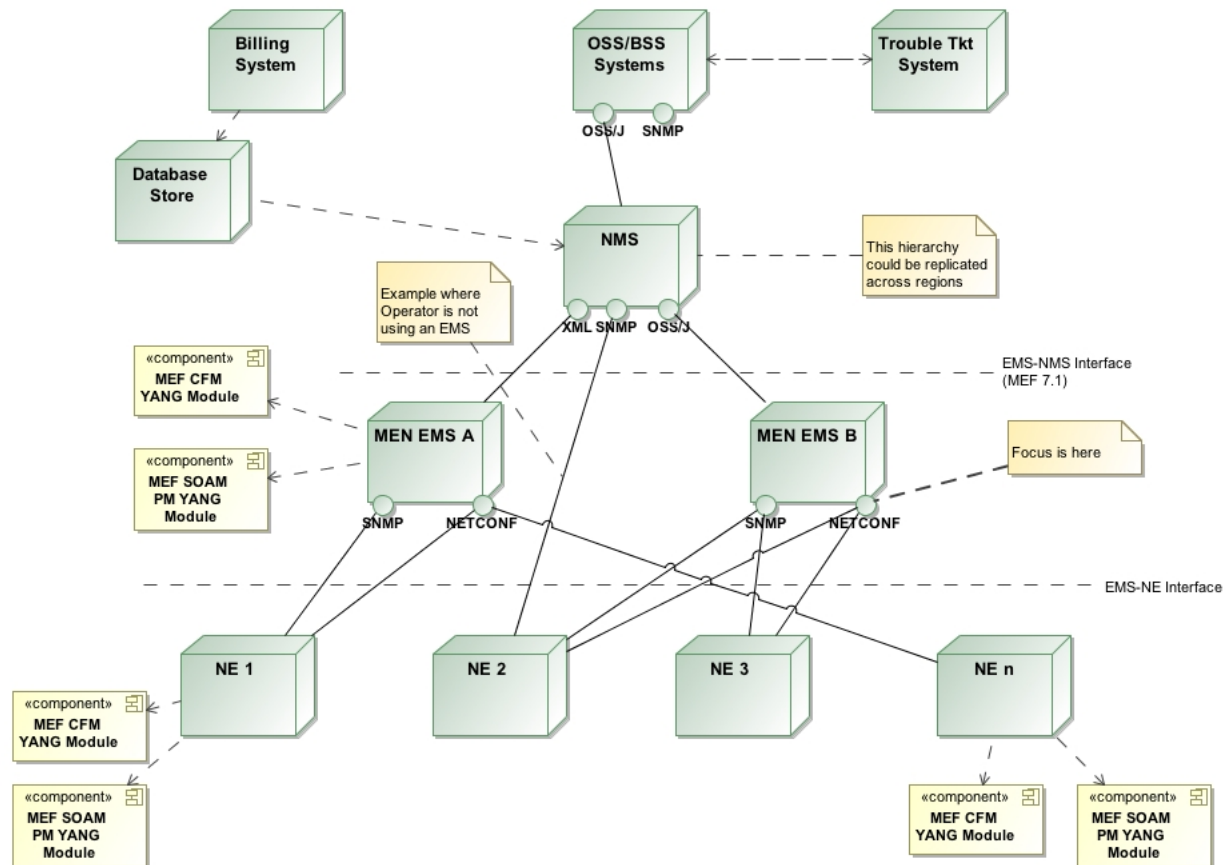 Billing
System
OSS/BSS
Systems
Trouble Tkt
System
OSS/J
SNMP
Database
Store
NMS
This hierarchy
could be replicated
across regions
Example where
Operator is not
using an EMS
XML
SNMP
OSS/J
EMS-NMS Interface
(MEF 7.1)
«component»
MEF CFM
YANG Module
MEN EMS A
MEN EMS B
Focus is here
«component»
MEF SOAM
PM YANG
Module
SNMP
NETCONF
SNMP
NETCONF
EMS-NE Interface
NE 1
NE 2
NE 3
NE n
«component»
MEF CFM
YANG Module
«component»
MEF SOAM
PM YANG
Module
«component»
MEF CFM
YANG Module
«component»
MEF SOAM
PM YANG
Module